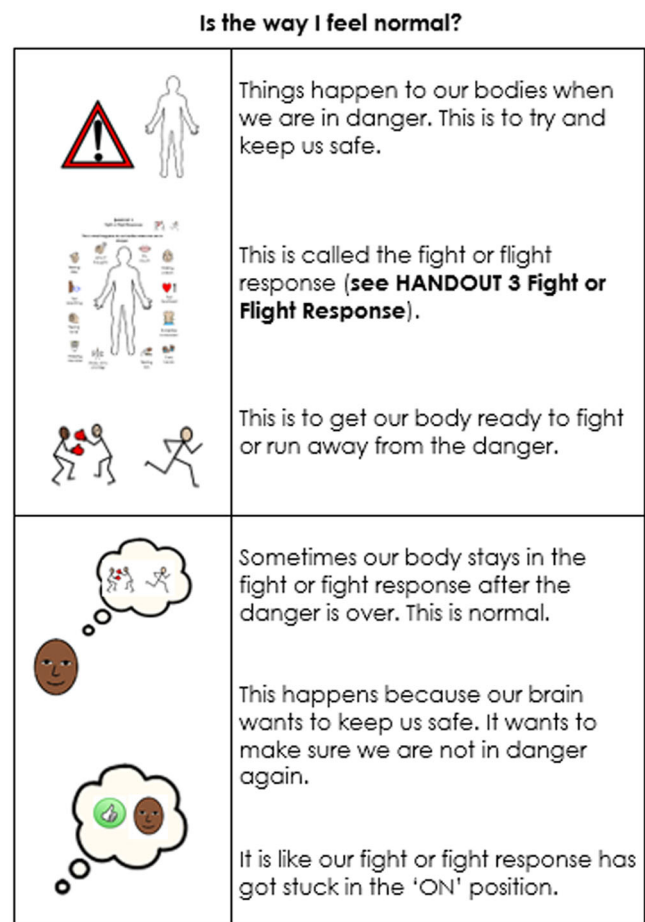 Is the way I feel normal?
Things happen to our bodies when
we are in danger. This is to try and
keep us safe.
This is called the fight or flight
response (see HANDOUT 3 Fight or
Flight Response).
This is to get our body ready to fight
or run away from the danger.
Sometimes our body stays in the
fight or fight response after the
danger is over. This is normal.
This happens because our brain
wants to keep us safe. It wants to
make sure we are not in danger
again.
It is like our fight or fight response has
got stuck in the ‘ON’ position.